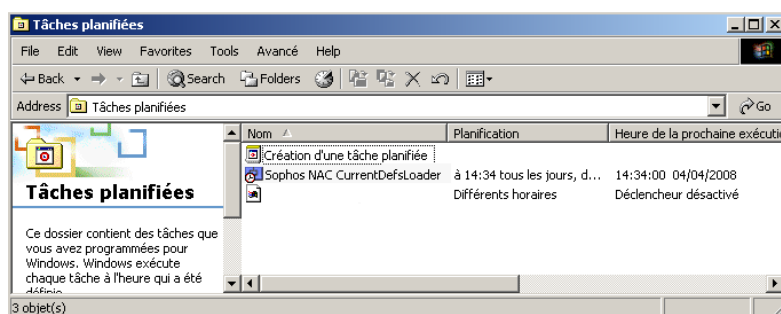 Tâches planifiées
File Edit View Favorites Tools Avancé Help
Back Search Folders
Address Tâches planifiées Go
Nom Planification Heure de la prochaine exécuti
Création d'une tâche planifiée
Sophos NAC CurrentDefsLoader à 14:34 tous les jours, d... 14:34:00 04/04/2008
Différents horaires Déclencheur désactivé
Tâches planifiées
Ce dossier contient des tâches que
vous avez programmées pour
Windows. Windows exécute
chaque tâche à l'heure qui a été
définie
3 objet(s)